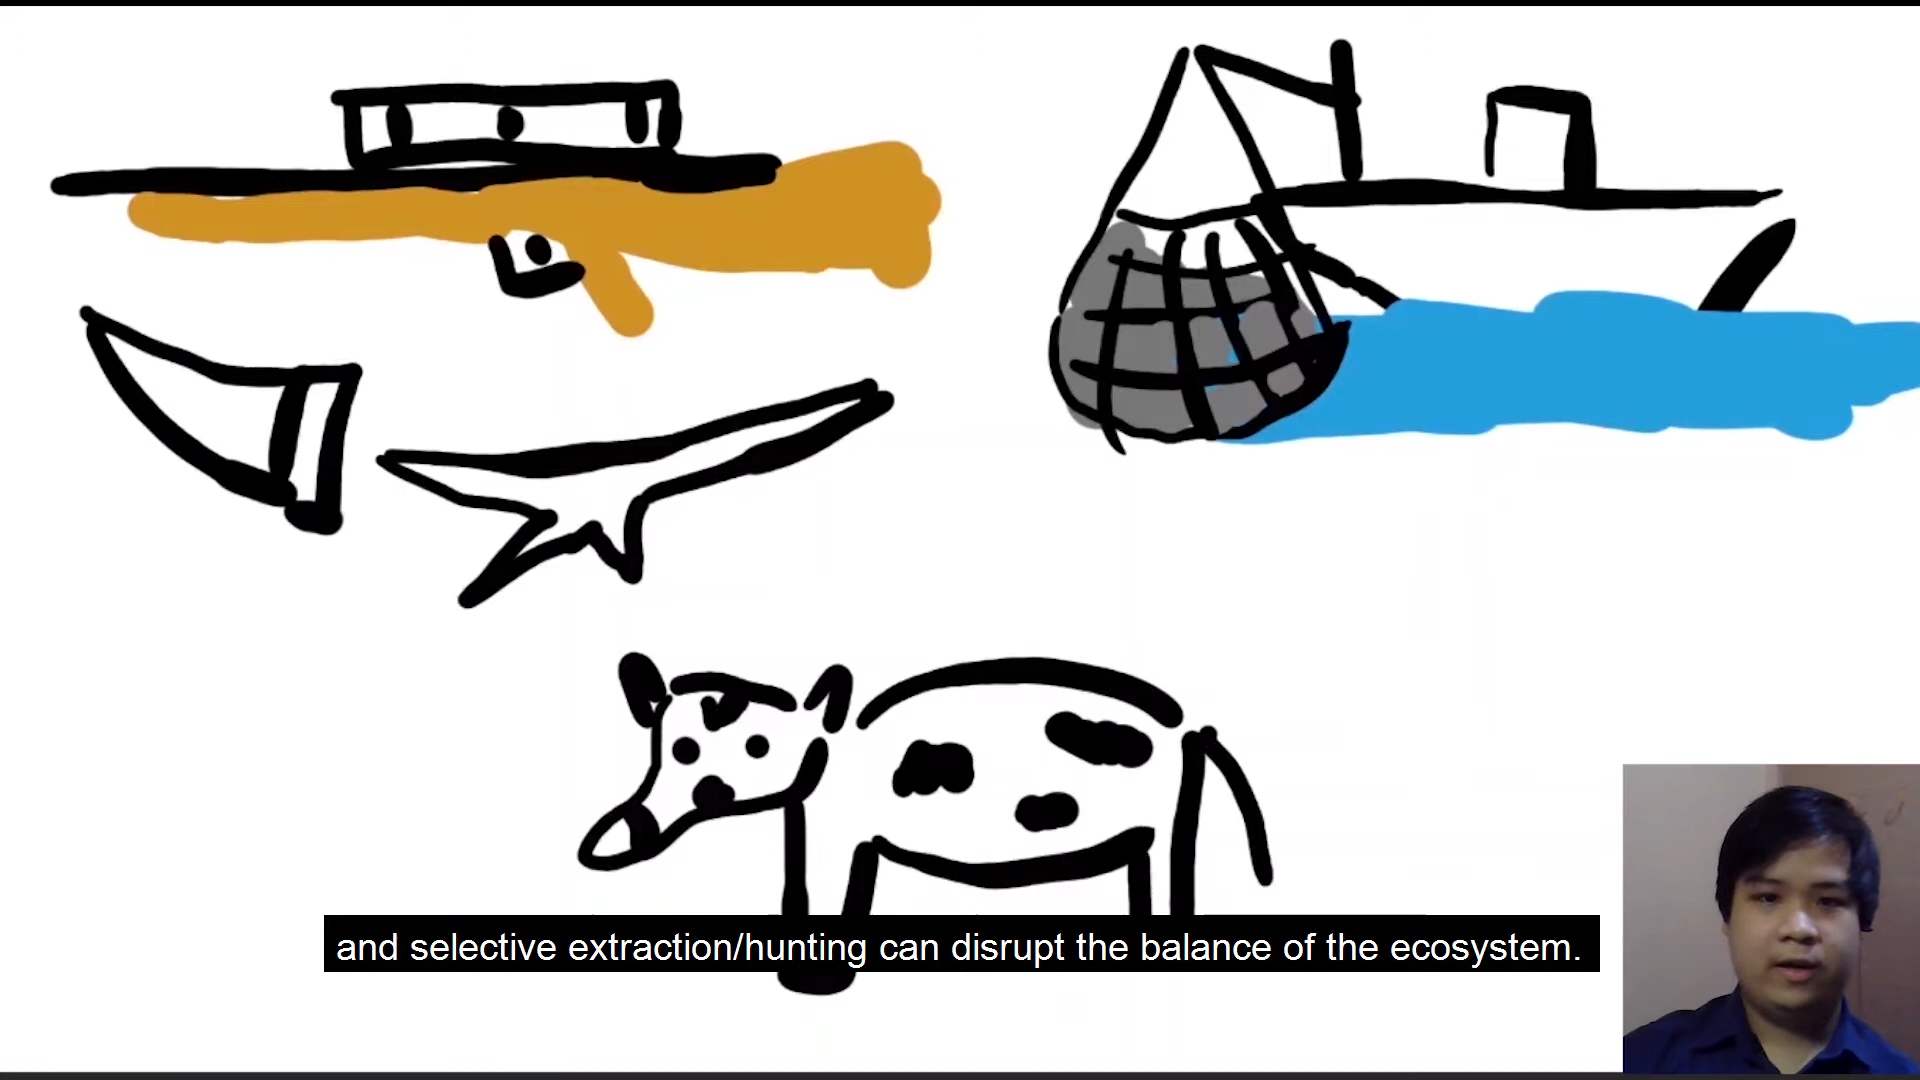 and selective extraction/hunting can disrupt the balance of the ecosystem.